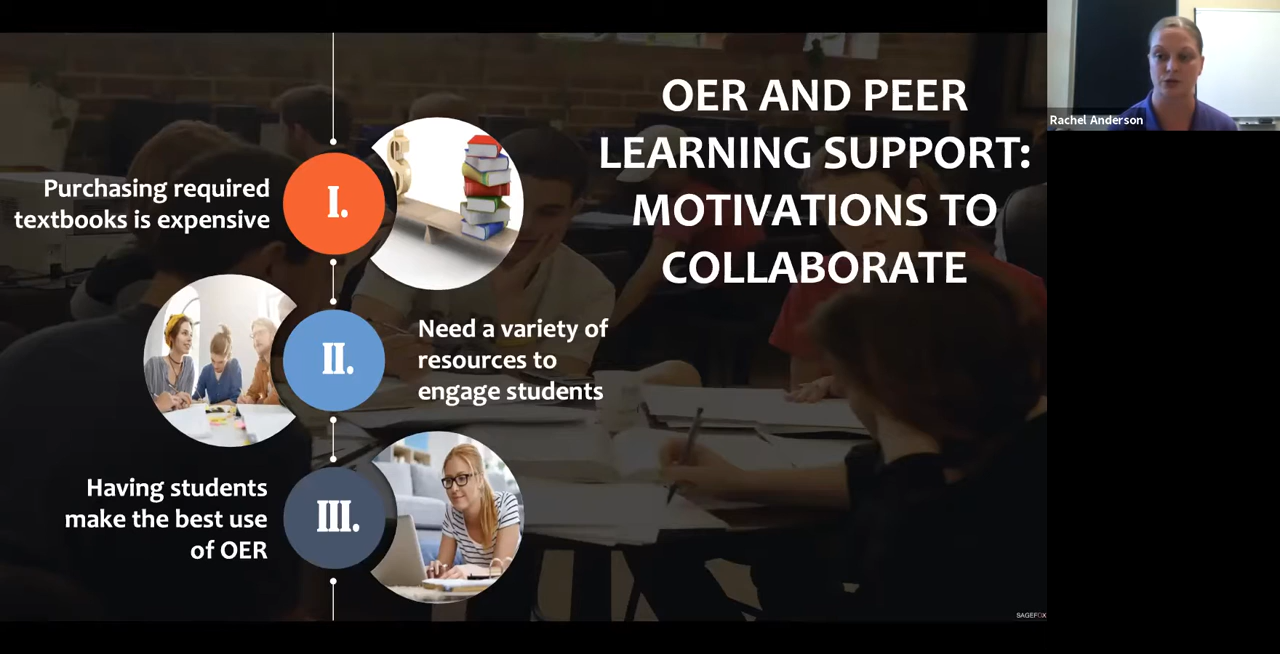 OER AND PEER
LEARNING SUPPORT:
MOTIVATIONS TO
COLLABORATE
Rachel Anderson
Purchasing required
textbooks is expensive
I.
II.
Need a variety of
resources to
engage students
Having students
make the best use
of OER
III.
SAGEFOX